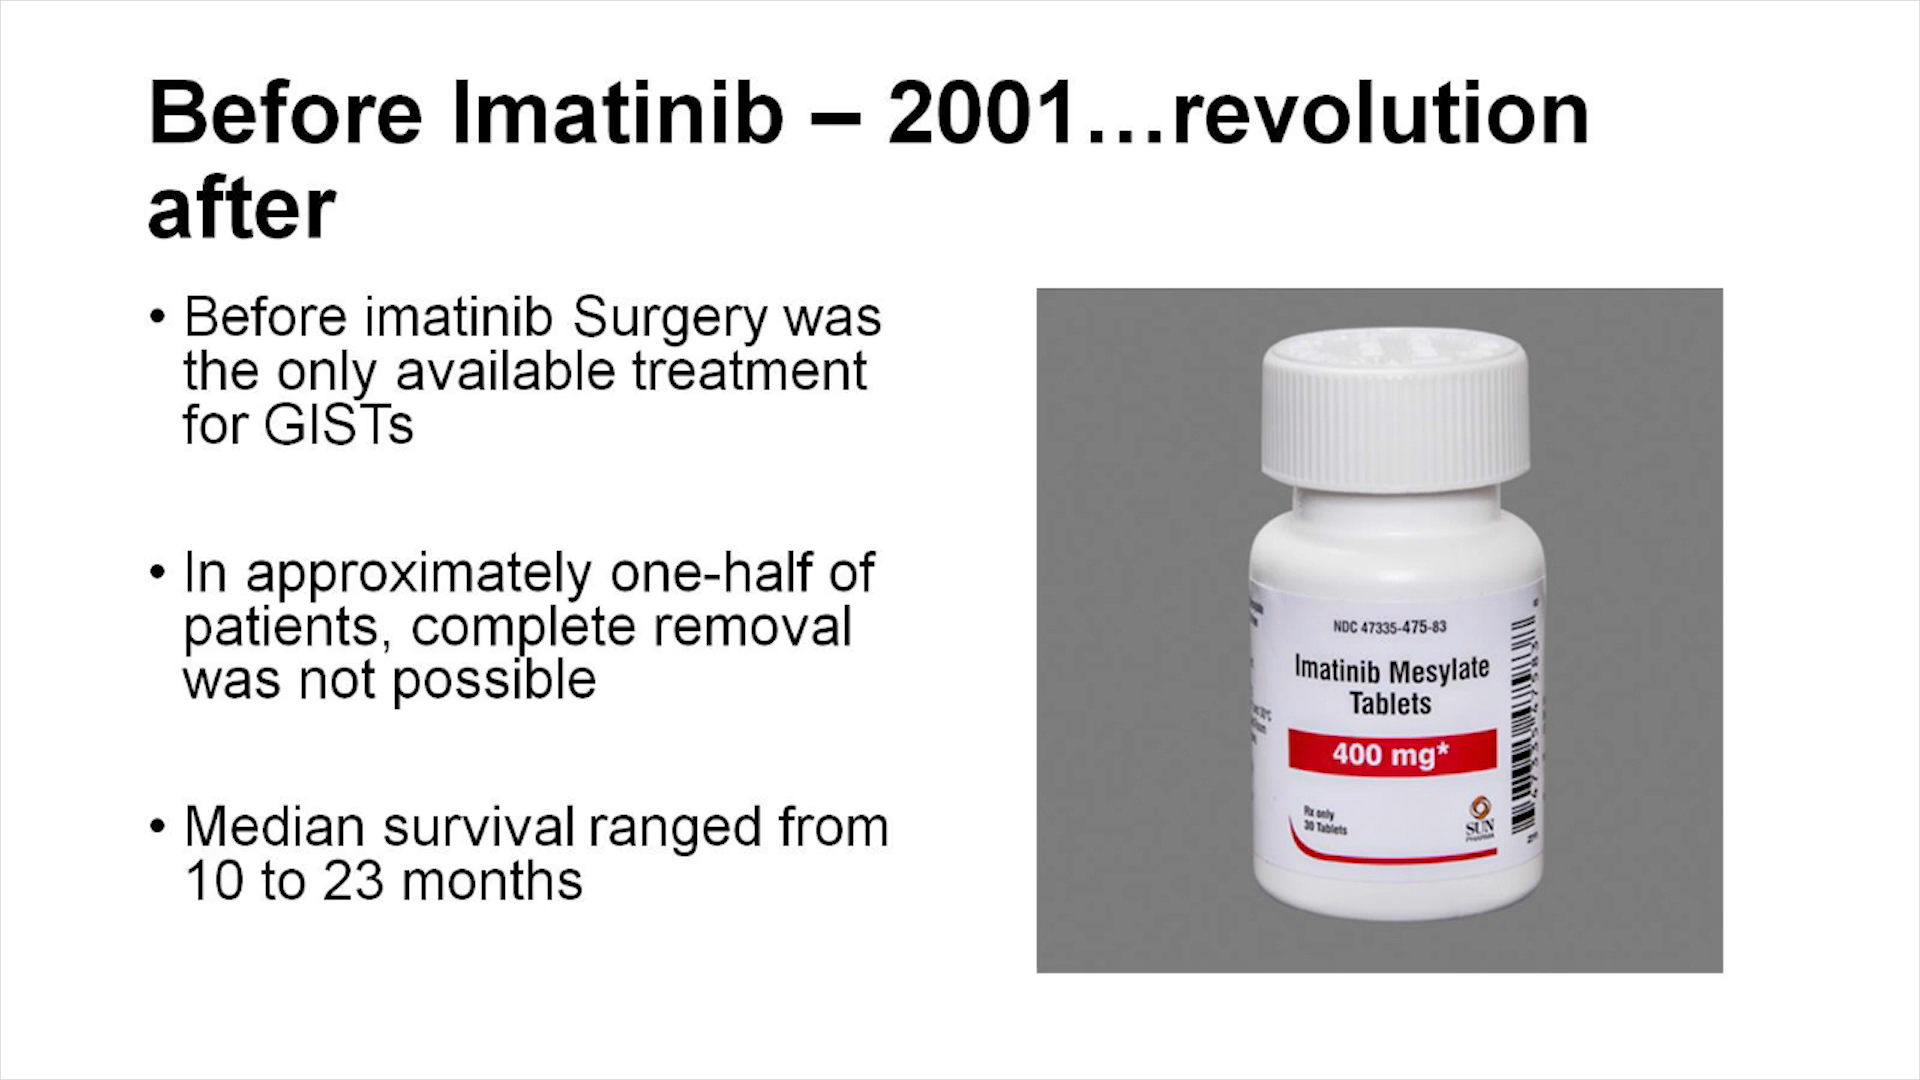 Before Imatinib – 2001...revolution
after
• Before imatinib Surgery was
the only available treatment
for GISTs
• In approximately one-half of
patients, complete removal
was not possible
• Median survival ranged from
10 to 23 months
NDC 47335-475-83
Imatinib Mesylate
Tablets
400 mg*
Rx only
30 Tablets
SUN
PHARMA